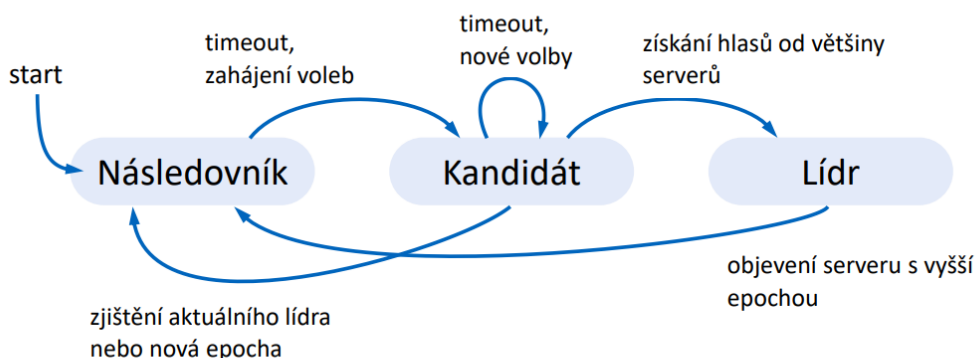 start
timeout,
zahájení voleb
timeout,
nové volby
získání hlasů od většiny
serverů
Následovník
Kandidát
Lídr
zjištění aktuálního lídra
nebo nová epocha
objevení serveru s vyšší
epochou